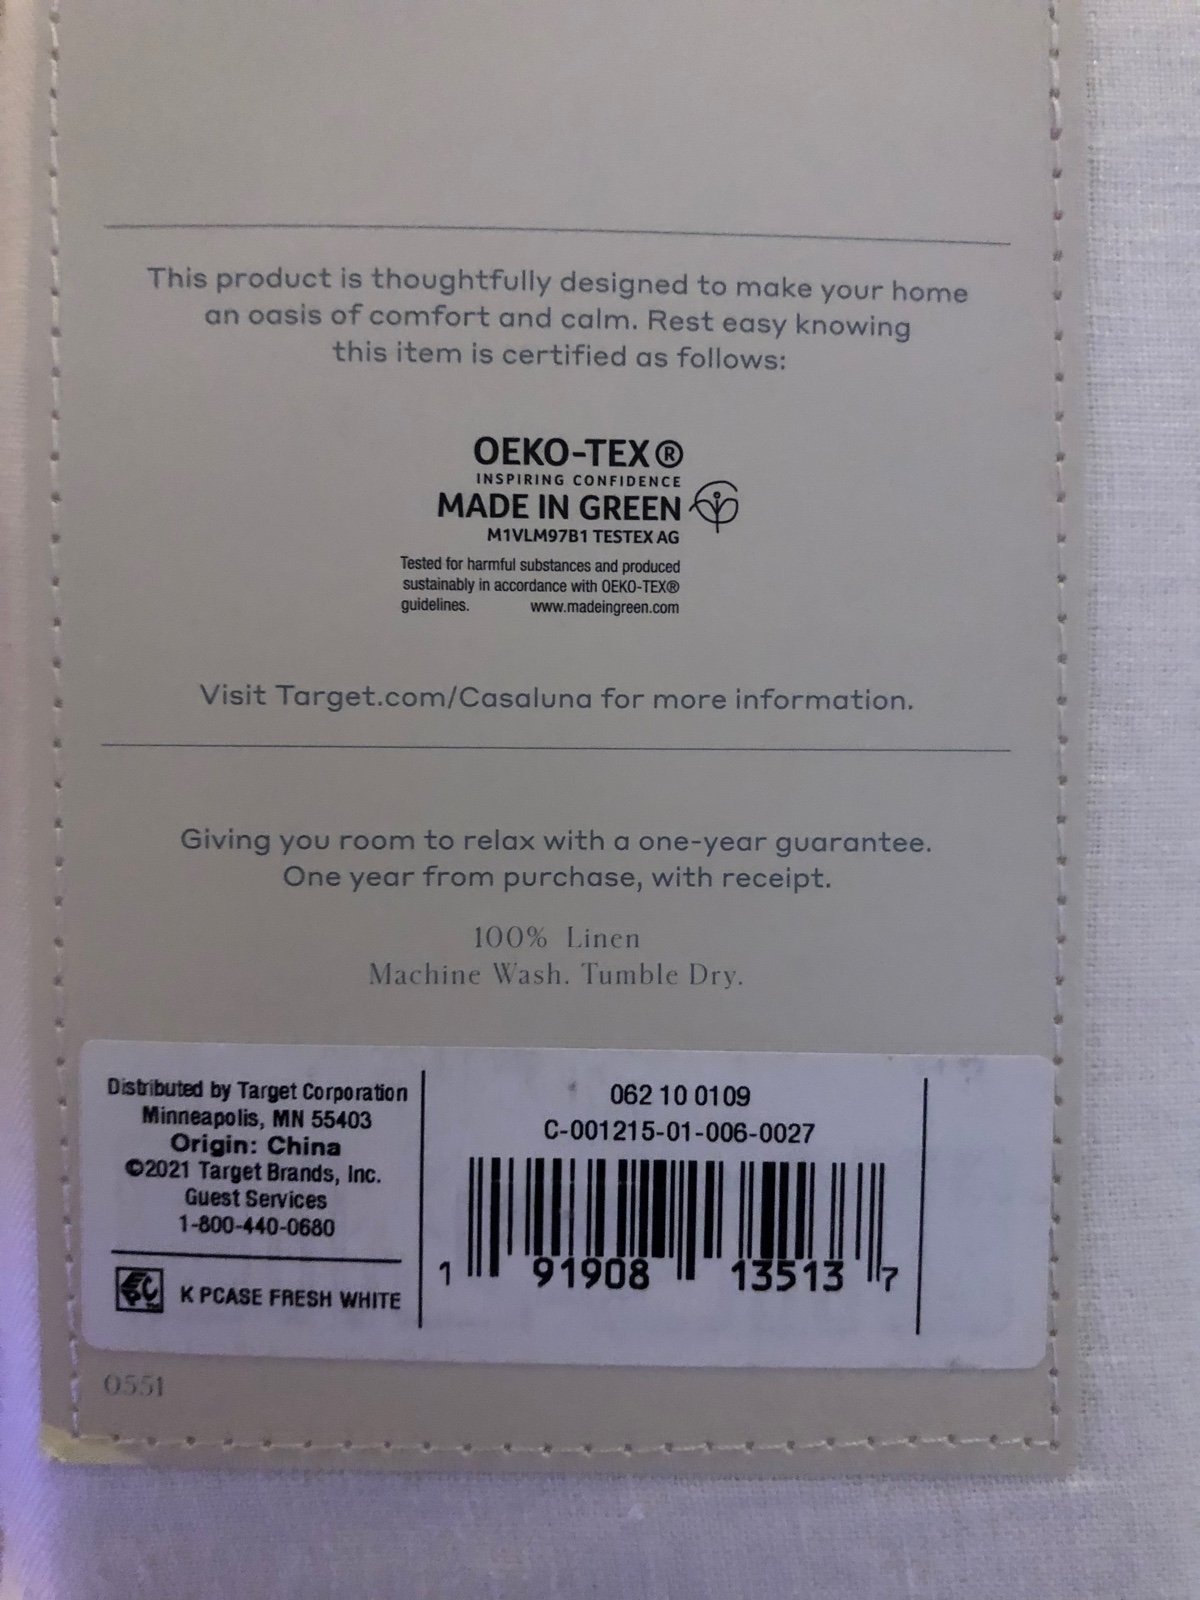 This product is thoughtfully designed to make your home
an oasis of comfort and calm. Rest easy knowing
this item is certified as follows:
OEKO-TEX®
INSPIRING CONFIDENCE
MADE IN GREEN
M1VLM97B1 TESTEX AG
Tested for harmful substances and produced
sustainably in accordance with OEKO-TEX®
guidelines. www.madeingreen.com
Visit Target.com/Casaluna for more information.
Giving you room to relax with a one-year guarantee.
One year from purchase, with receipt.
100% Linen
Machine Wash. Tumble Dry.
Distributed by Target Corporation
Minneapolis, MN 55403
Origin: China
©2021 Target Brands, Inc.
Guest Services
1-800-440-0680
K PCASE FRESH WHITE
062 10 0109
C-001215-01-006-0027
1 91908 13513 7
0551